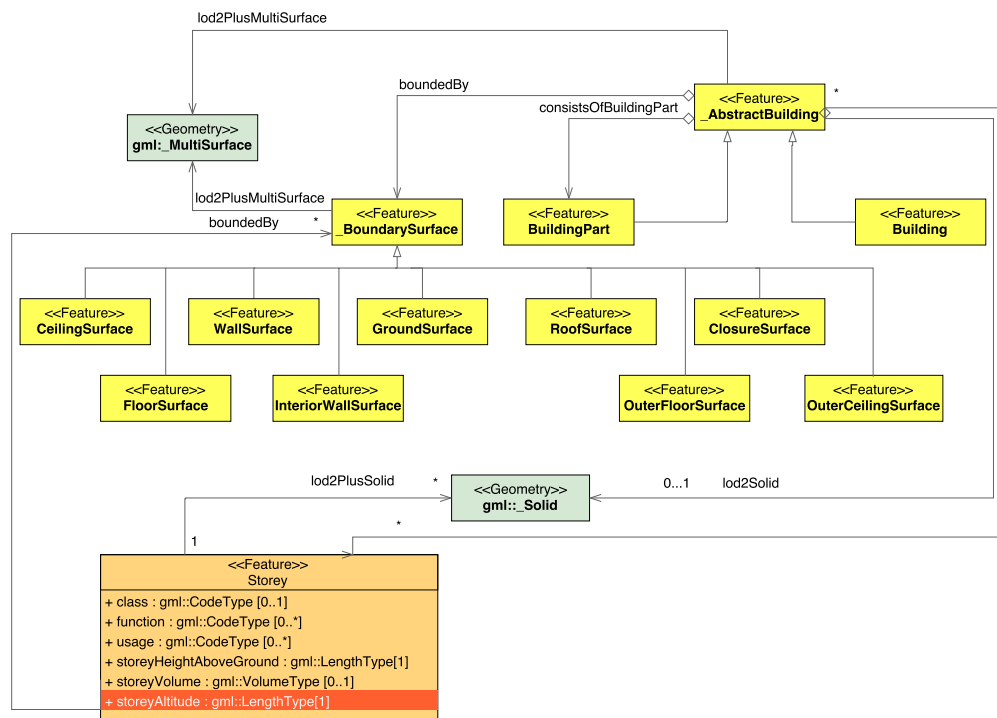 lod2PlusMultiSurface
boundedBy
*
<<Feature>>
_AbstractBuilding
consistsOfBuildingPart
<<Geometry>>
gml:_MultiSurface
lod2PlusMultiSurface
boundedBy
*
<<Feature>>
_BoundarySurface
<<Feature>>
BuildingPart
<<Feature>>
Building
<<Feature>>
CeilingSurface
<<Feature>>
WallSurface
<<Feature>>
GroundSurface
<<Feature>>
RoofSurface
<<Feature>>
ClosureSurface
<<Feature>>
FloorSurface
<<Feature>>
InteriorWallSurface
<<Feature>>
OuterFloorSurface
<<Feature>>
OuterCeilingSurface
lod2PlusSolid
*
<<Geometry>>
gml::_Solid
0...1
lod2Solid
*
1
<<Feature>>
Storey
+ class : gml::CodeType [0..1]
+ function : gml::CodeType [0..*]
+ usage : gml::CodeType [0..*]
+ storeyHeightAboveGround : gml::LengthType[1]
+ storeyVolume : gml::VolumeType [0..1]
+ storeyAltitude : gml::LengthType[1]